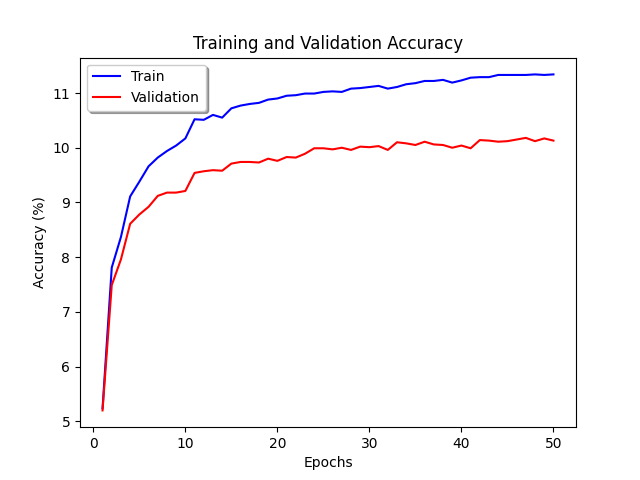 Training and Validation Accuracy
Train
Validation
Accuracy (%)
11
10
9
8
7
6
5
0 10 20 30 40 50
Epochs